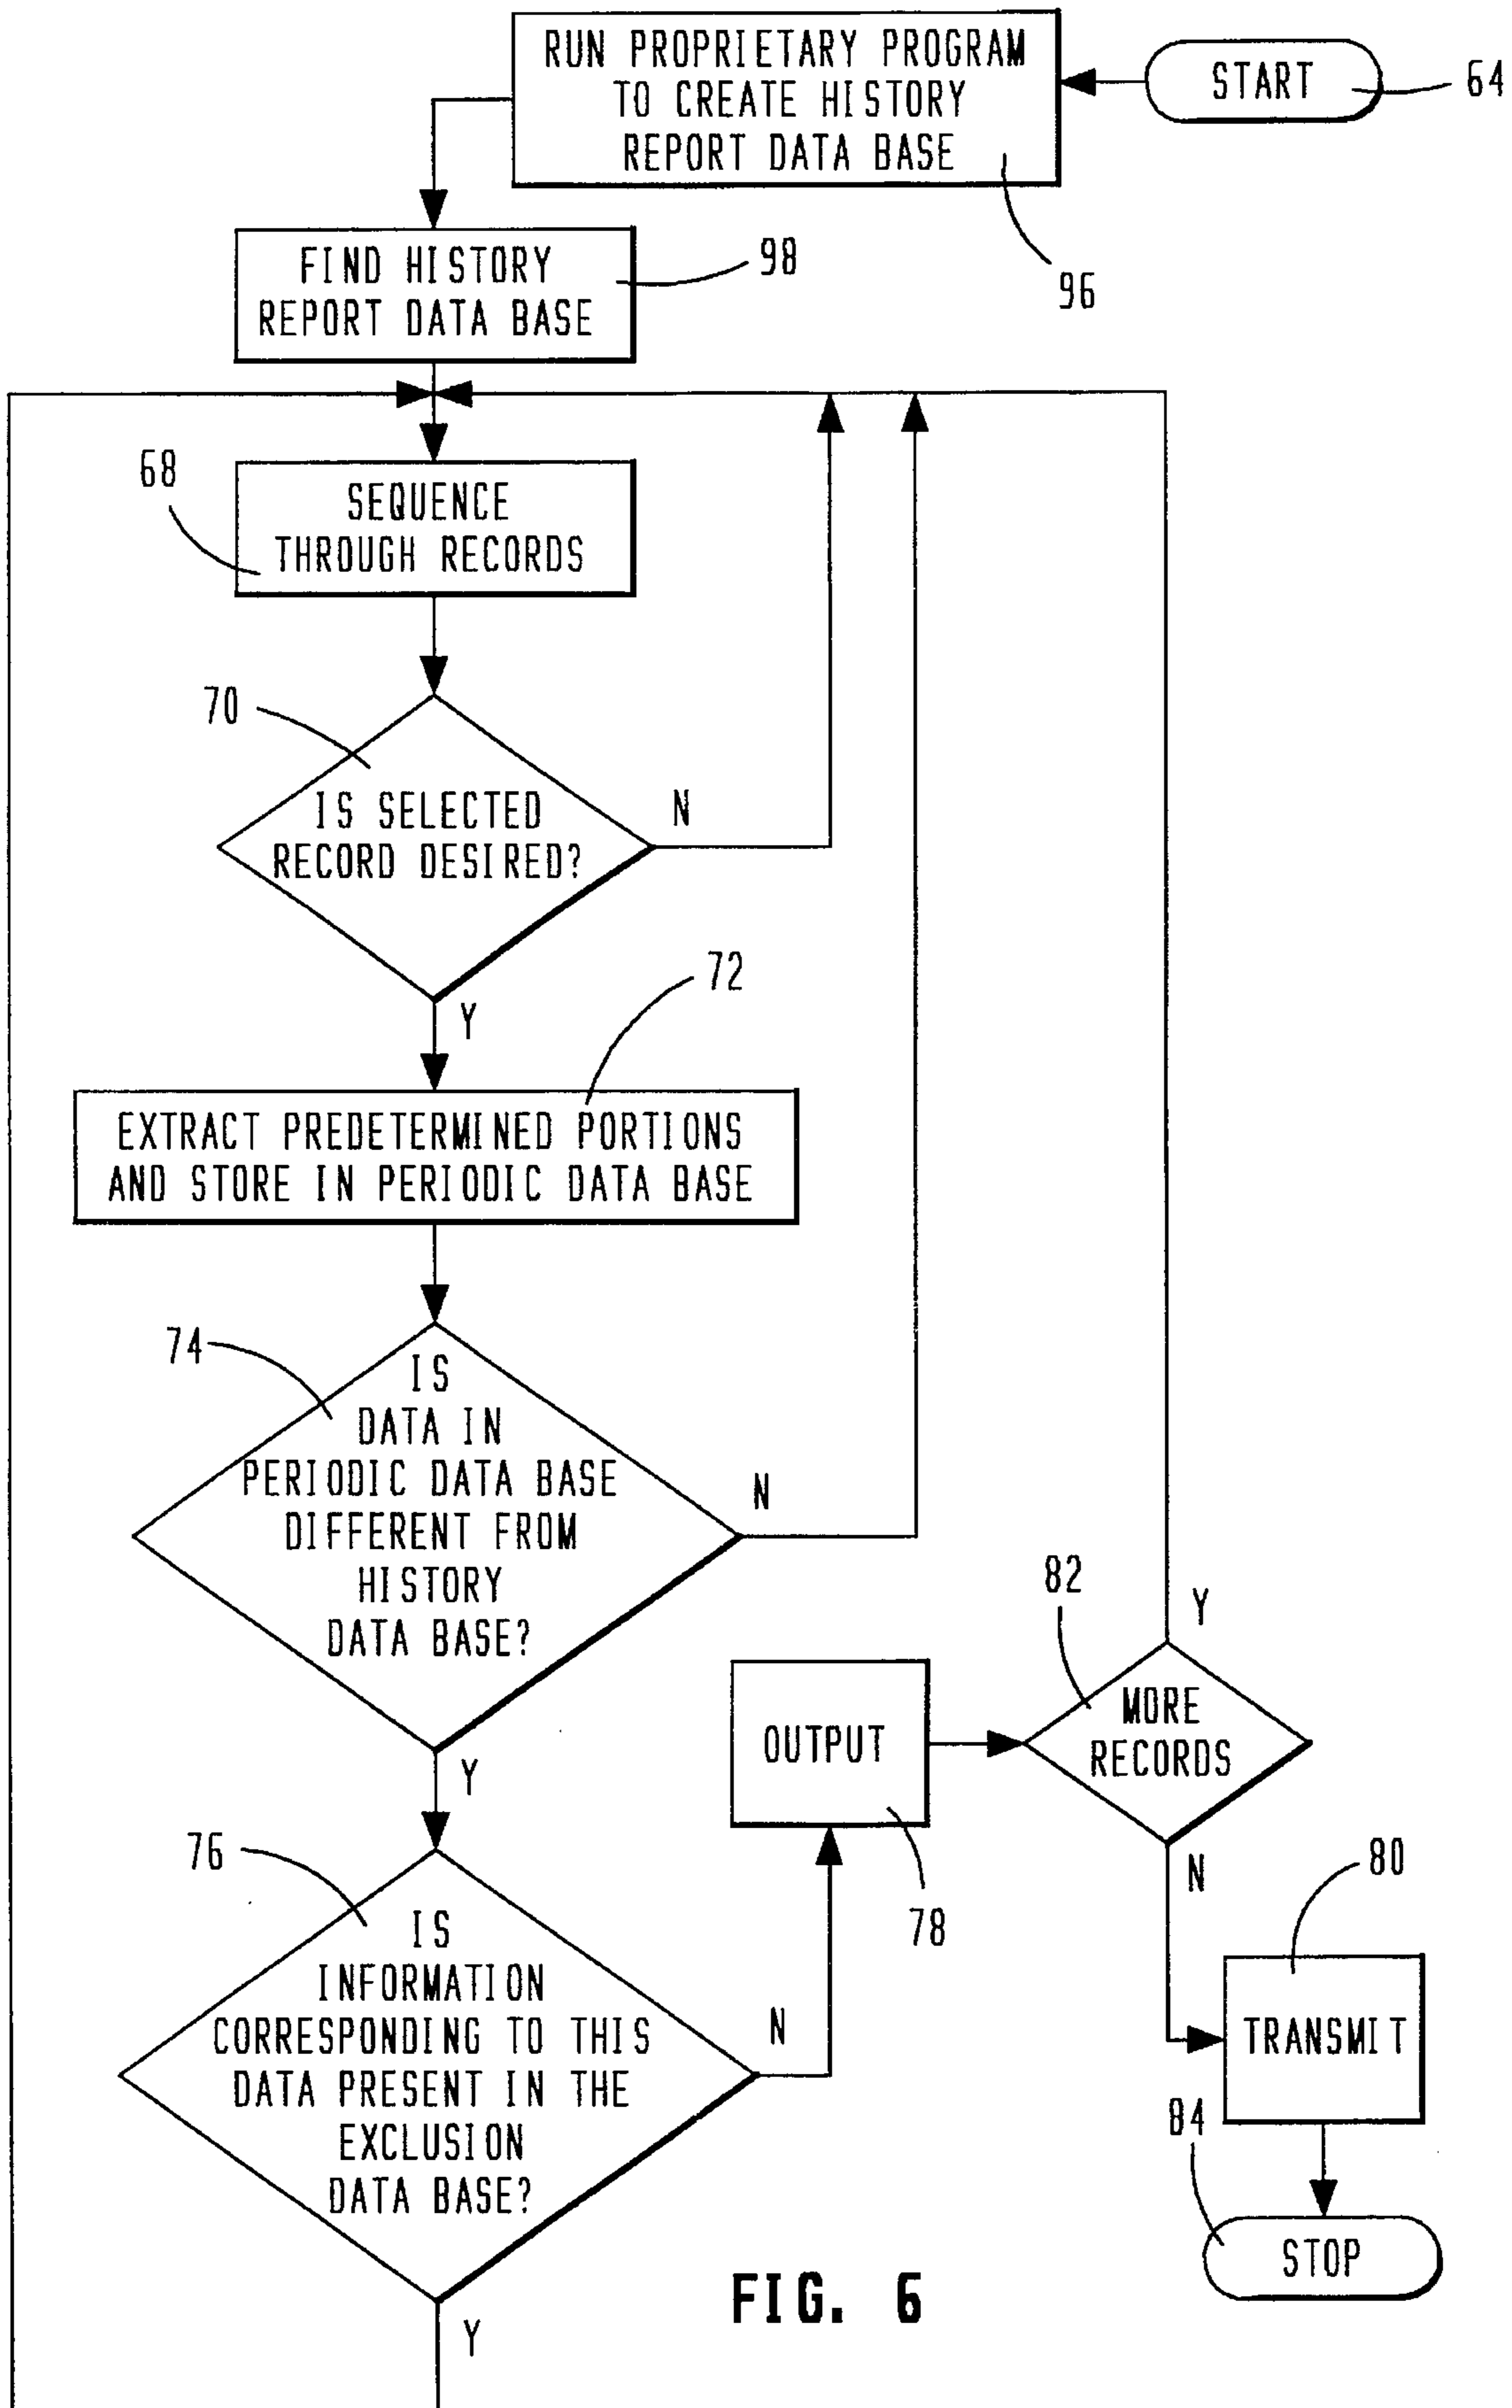 RUN PROPRIETARY PROGRAM
TO CREATE HISTORY
REPORT DATA BASE
START
64
96
FIND HISTORY
REPORT DATA BASE
98
68
SEQUENCE
THROUGH RECORDS
70
IS SELECTED
RECORD DESIRED?
N
Y
72
EXTRACT PREDETERMINED PORTIONS
AND STORE IN PERIODIC DATA BASE
74
IS
DATA IN
PERIODIC DATA BASE
DIFFERENT FROM
HISTORY
DATA BASE?
N
Y
76
IS
INFORMATION
CORRESPONDING TO THIS
DATA PRESENT IN THE
EXCLUSION
DATA BASE?
N
Y
OUTPUT
78
82
MORE
RECORDS
Y
N
80
TRANSMIT
84
STOP
FIG. 6